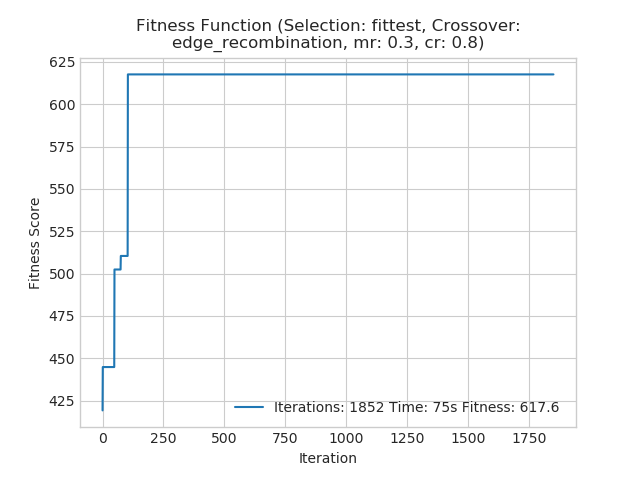 Fitness Function (Selection: fittest, Crossover:
edge_recombination, mr: 0.3, cr: 0.8)
625
600
575
550
525
500
475
450
425
Fitness Score
Iterations: 1852 Time: 75s Fitness: 617.6
0 250 500 750 1000 1250 1500 1750
Iteration